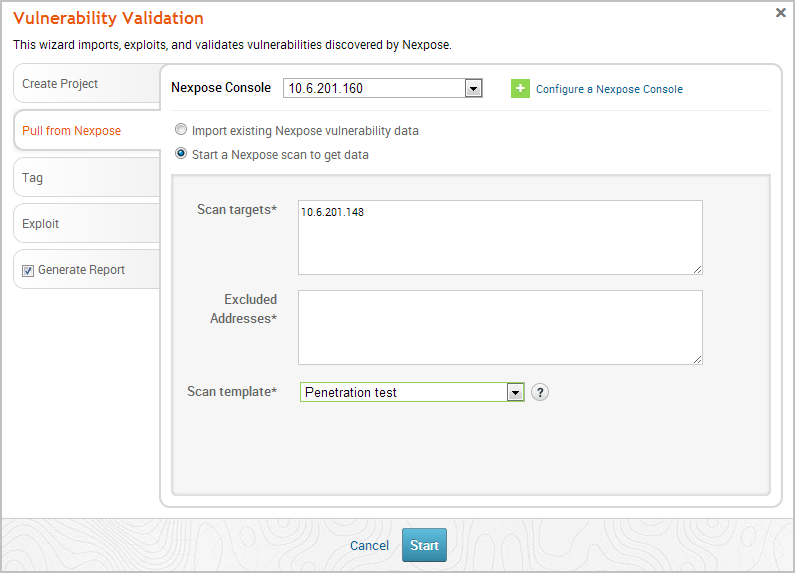 Vulnerability Validation
This wizard imports, exploits, and validates vulnerabilities discovered by Nexpose.
Create Project
Pull from Nexpose
Tag
Exploit
Generate Report
Nexpose Console 10.6.201.160 Configure a Nexpose Console
Import existing Nexpose vulnerability data
Start a Nexpose scan to get data
Scan targets* 10.6.201.148
Excluded
Addresses*
Scan template* Penetration test ?
Cancel Start